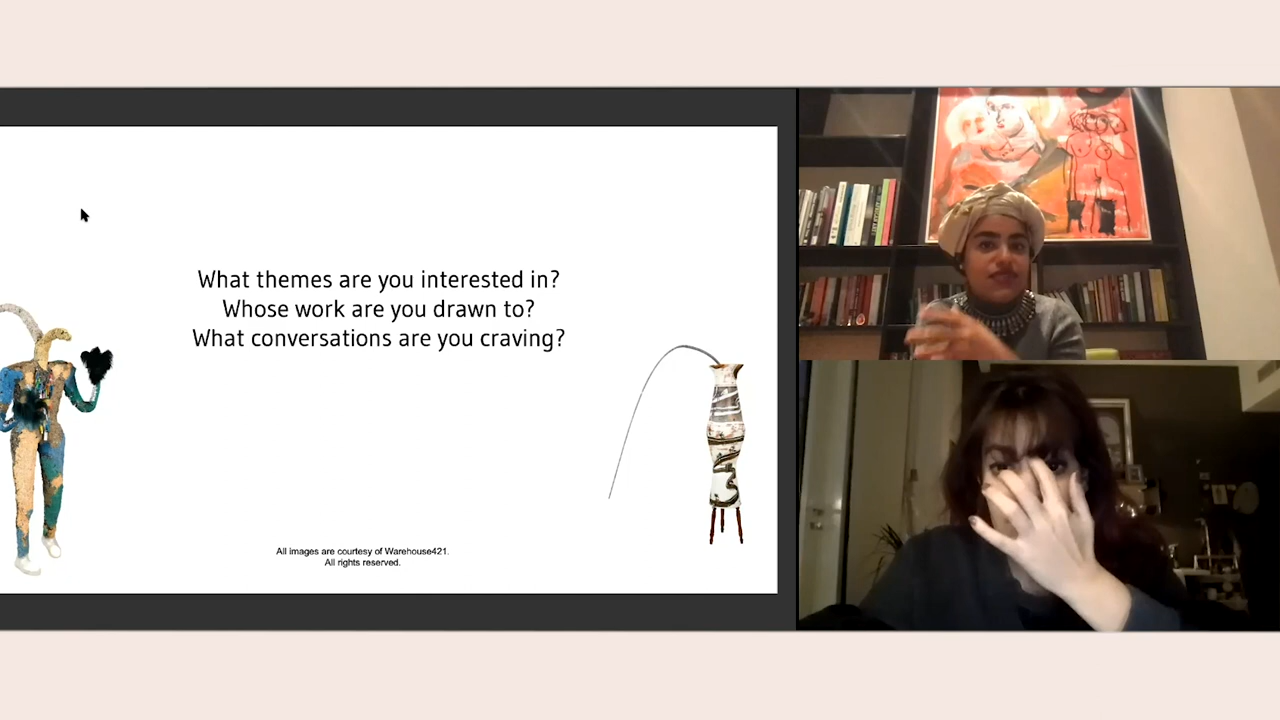 What themes are you interested in?
Whose work are you drawn to?
What conversations are you craving?
All images are courtesy of Warehouse421.
All rights reserved.